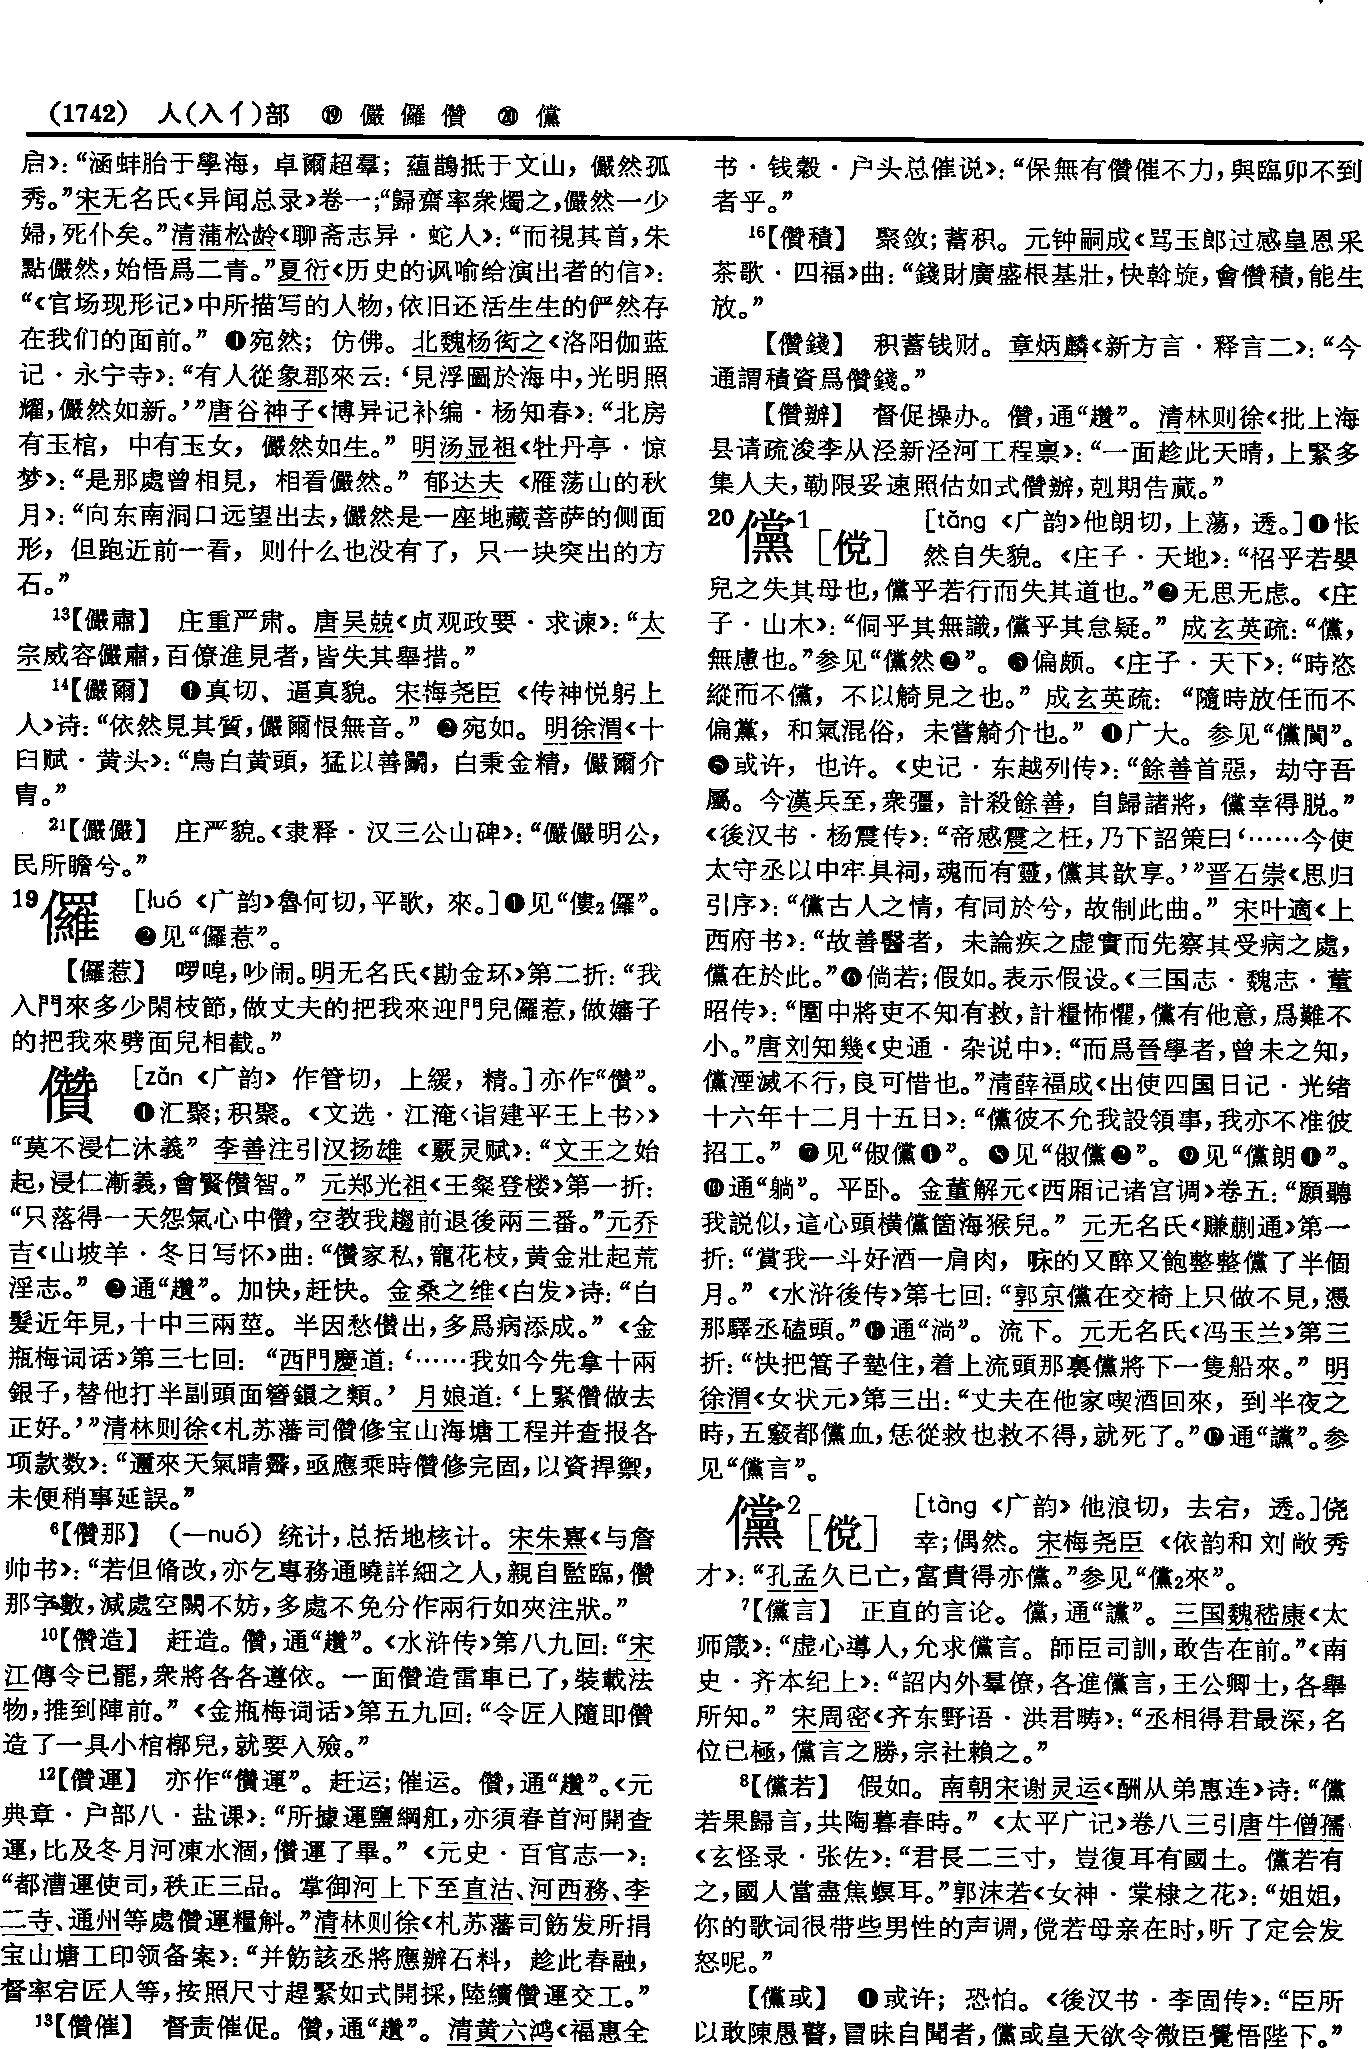 (1742) 人(入亻)部 ⑲ 儼 儸 儹 ⑳ 儻
启》：“涵蚌胎于學海，卓爾超羣；蘊鵲抵于文山，儼然孤
秀。”宋无名氏《异闻总录》卷一：“歸齋率衆燭之，儼然一少
婦，死仆矣。”清蒲松龄《聊斋志异·蛇人》：“而視其首，朱
點儼然，始悟爲二青。”夏衍《历史的讽喻给演出者的信》：
“《官场现形记》中所描写的人物，依旧还活生生的俨然存
在我们的面前。”❹宛然；仿佛。北魏杨衒之《洛阳伽蓝
记·永宁寺》：“有人從象郡來云：‘見浮圖於海中，光明照
耀，儼然如新。’”唐谷神子《博异记补编·杨知春》：“北房
有玉棺，中有玉女，儼然如生。”明汤显祖《牡丹亭·惊
梦》：“是那處曾相見，相看儼然。”郁达夫《雁荡山的秋
月》：“向东南洞口远望出去，儼然是一座地藏菩萨的侧面
形，但跑近前一看，则什么也没有了，只一块突出的方
石。”
¹³【儼肅】 庄重严肃。唐吴兢《贞观政要·求谏》：“太
宗威容儼肅，百僚進見者，皆失其舉措。”
¹⁴【儼爾】 ❶真切、逼真貌。宋梅尧臣《传神悦躬上
人》诗：“依然見其質，儼爾恨無音。”❷宛如。明徐渭《十
白赋·黄头》：“鳥白黄頭，猛以善鬭，白秉金精，儼爾介
胄。”
²¹【儼儼】 庄严貌。《隶释·汉三公山碑》：“儼儼明公，
民所瞻兮。”
19儸 [luó《广韵》魯何切，平歌，來。]❶见“僂₂儸”。
❷见“儸惹”。
【儸惹】 啰唣，吵闹。明无名氏《勘金环》第二折：“我
入門來多少閑枝節，做丈夫的把我來迎門兒儸惹，做嬸子
的把我來劈面兒相截。”
儹 [zǎn《广韵》作管切，上緩，精。]亦作“儧”。
❶汇聚；积聚。《文选·江淹〈诣建平王上书〉》
“莫不浸仁沐義”李善注引汉扬雄《覈灵赋》：“文王之始
起，浸仁漸義，會賢儹智。”元郑光祖《王粲登楼》第一折：
“只落得一天怨氣心中儹，空教我趨前退後兩三番。”元乔
吉《山坡羊·冬日写怀》曲：“儹家私，寵花枝，黄金壯起荒
淫志。”❷通“趲”。加快，赶快。金桑之维《白发》诗：“白
髮近年見，十中三兩莖。半因愁儹出，多爲病添成。”《金
瓶梅词话》第三七回：“西門慶道：‘……我如今先拿十兩
銀子，替他打半副頭面簪鐶之類。’月娘道：‘上緊儹做去
正好。’”清林则徐《札苏藩司儹修宝山海塘工程并查报各
项款数》：“邇來天氣晴霽，亟應乘時儹修完固，以資捍禦，
未便稍事延誤。”
⁶【儹那】（—nuó）统计，总括地核计。宋朱熹《与詹
帅书》：“若但脩改，亦乞專務通曉詳細之人，親自監臨，儹
那字數，減處空闕不妨，多處不免分作兩行如夾注狀。”
¹⁰【儹造】 赶造。儹，通“趲”。《水浒传》第八九回：“宋
江傳令已罷，衆將各各遵依。一面儹造雷車已了，裝載法
物，推到陣前。”《金瓶梅词话》第五九回：“令匠人隨即儹
造了一具小棺槨兒，就要入殮。”
¹²【儹運】 亦作“儧運”。赶运；催运。儹，通“趲”。《元
典章·户部八·盐课》：“所據運鹽綱舡，亦須春首河開查
運，比及冬月河凍水涸，儹運了畢。”《元史·百官志一》：
“都漕運使司，秩正三品。掌御河上下至直沽、河西務、李
二寺、通州等處儹運糧斛。”清林则徐《札苏藩司飭发所捐
宝山塘工印领备案》：“并飭該丞將應辦石料，趁此春融，
督率宕匠人等，按照尺寸趕緊如式開採，陸續儹運交工。”
¹³【儹催】 督责催促。儹，通“趲”。清黄六鸿《福惠全
书·钱穀·户头总催说》：“保無有儹催不力，與臨卯不到
者乎。”
¹⁶【儹積】 聚敛；蓄积。元钟嗣成《骂玉郎过感皇恩采
茶歌·四福》曲：“錢財廣盛根基壯，快斡旋，會儹積，能生
放。”
【儹錢】 积蓄钱财。章炳麟《新方言·释言二》：“今
通謂積資爲儹錢。”
【儹辦】 督促操办。儹，通“趲”。清林则徐《批上海
县请疏浚李从泾新泾河工程禀》：“一面趁此天晴，上緊多
集人夫，勒限妥速照估如式儹辦，剋期告蕆。”
20儻¹[傥] [tǎng《广韵》他朗切，上蕩，透。]❶怅
然自失貌。《庄子·天地》：“怊乎若嬰
兒之失其母也，儻乎若行而失其道也。”❷无思无虑。《庄
子·山木》：“侗乎其無識，儻乎其怠疑。”成玄英疏：“儻，
無慮也。”参见“儻然❷”。❸偏颇。《庄子·天下》：“時恣
縱而不儻，不以觭見之也。”成玄英疏：“隨時放任而不
偏黨，和氣混俗，未嘗觭介也。”❹广大。参见“儻閬”。
❺或许，也许。《史记·东越列传》：“餘善首惡，劫守吾
屬。今漢兵至，衆彊，計殺餘善，自歸諸將，儻幸得脱。”
《後汉书·杨震传》：“帝感震之枉，乃下詔策曰‘……今使
太守丞以中牢具祠，魂而有靈，儻其歆享。’”晋石崇《思归
引序》：“儻古人之情，有同於兮，故制此曲。”宋叶適《上
西府书》：“故善醫者，未論疾之虚實而先察其受病之處，
儻在於此。”❻倘若；假如。表示假设。《三国志·魏志·董
昭传》：“圍中將吏不知有救，計糧怖懼，儻有他意，爲難不
小。”唐刘知幾《史通·杂说中》：“而爲晉學者，曾未之知，
儻湮滅不行，良可惜也。”清薛福成《出使四国日记·光绪
十六年十二月十五日》：“儻彼不允我設領事，我亦不准彼
招工。”❼见“俶儻❶”。❽见“俶儻❷”。❾见“儻朗❶”。
❿通“躺”。平卧。金董解元《西厢记诸宫调》卷五：“願聽
我説似，這心頭横儻箇海猴兒。”元无名氏《赚蒯通》第一
折：“賞我一斗好酒一肩肉，㖠的又醉又飽整整儻了半個
月。”《水浒後传》第七回：“郭京儻在交椅上只做不見，憑
那驛丞磕頭。”⓫通“淌”。流下。元无名氏《冯玉兰》第三
折：“快把篙子墊住，着上流頭那裏儻將下一隻船來。”明
徐渭《女状元》第三出：“丈夫在他家喫酒回來，到半夜之
時，五竅都儻血，恁從救也救不得，就死了。”⓬通“讜”。参
见“儻言”。
儻²[傥] [tàng《广韵》他浪切，去宕，透。]侥
幸；偶然。宋梅尧臣《依韵和刘敞秀
才》：“孔孟久已亡，富貴得亦儻。”参见“儻₂來”。
⁷【儻言】 正直的言论。儻，通“讜”。三国魏嵇康《太
师箴》：“虚心導人，允求儻言。師臣司訓，敢告在前。”《南
史·齐本纪上》：“詔内外羣僚，各進儻言，王公卿士，各舉
所知。”宋周密《齐东野语·洪君畴》：“丞相得君最深，名
位已極，儻言之勝，宗社賴之。”
⁸【儻若】 假如。南朝宋谢灵运《酬从弟惠连》诗：“儻
若果歸言，共陶暮春時。”《太平广记》卷八三引唐牛僧孺
《玄怪录·张佐》：“君長二三寸，豈復耳有國土。儻若有
之，國人當盡焦螟耳。”郭沫若《女神·棠棣之花》：“姐姐，
你的歌词很带些男性的声调，傥若母亲在时，听了定会发
怒呢。”
【儻或】 ❶或许；恐怕。《後汉书·李固传》：“臣所
以敢陳愚瞽，冒昧自聞者，儻或皇天欲令微臣覺悟陛下。”